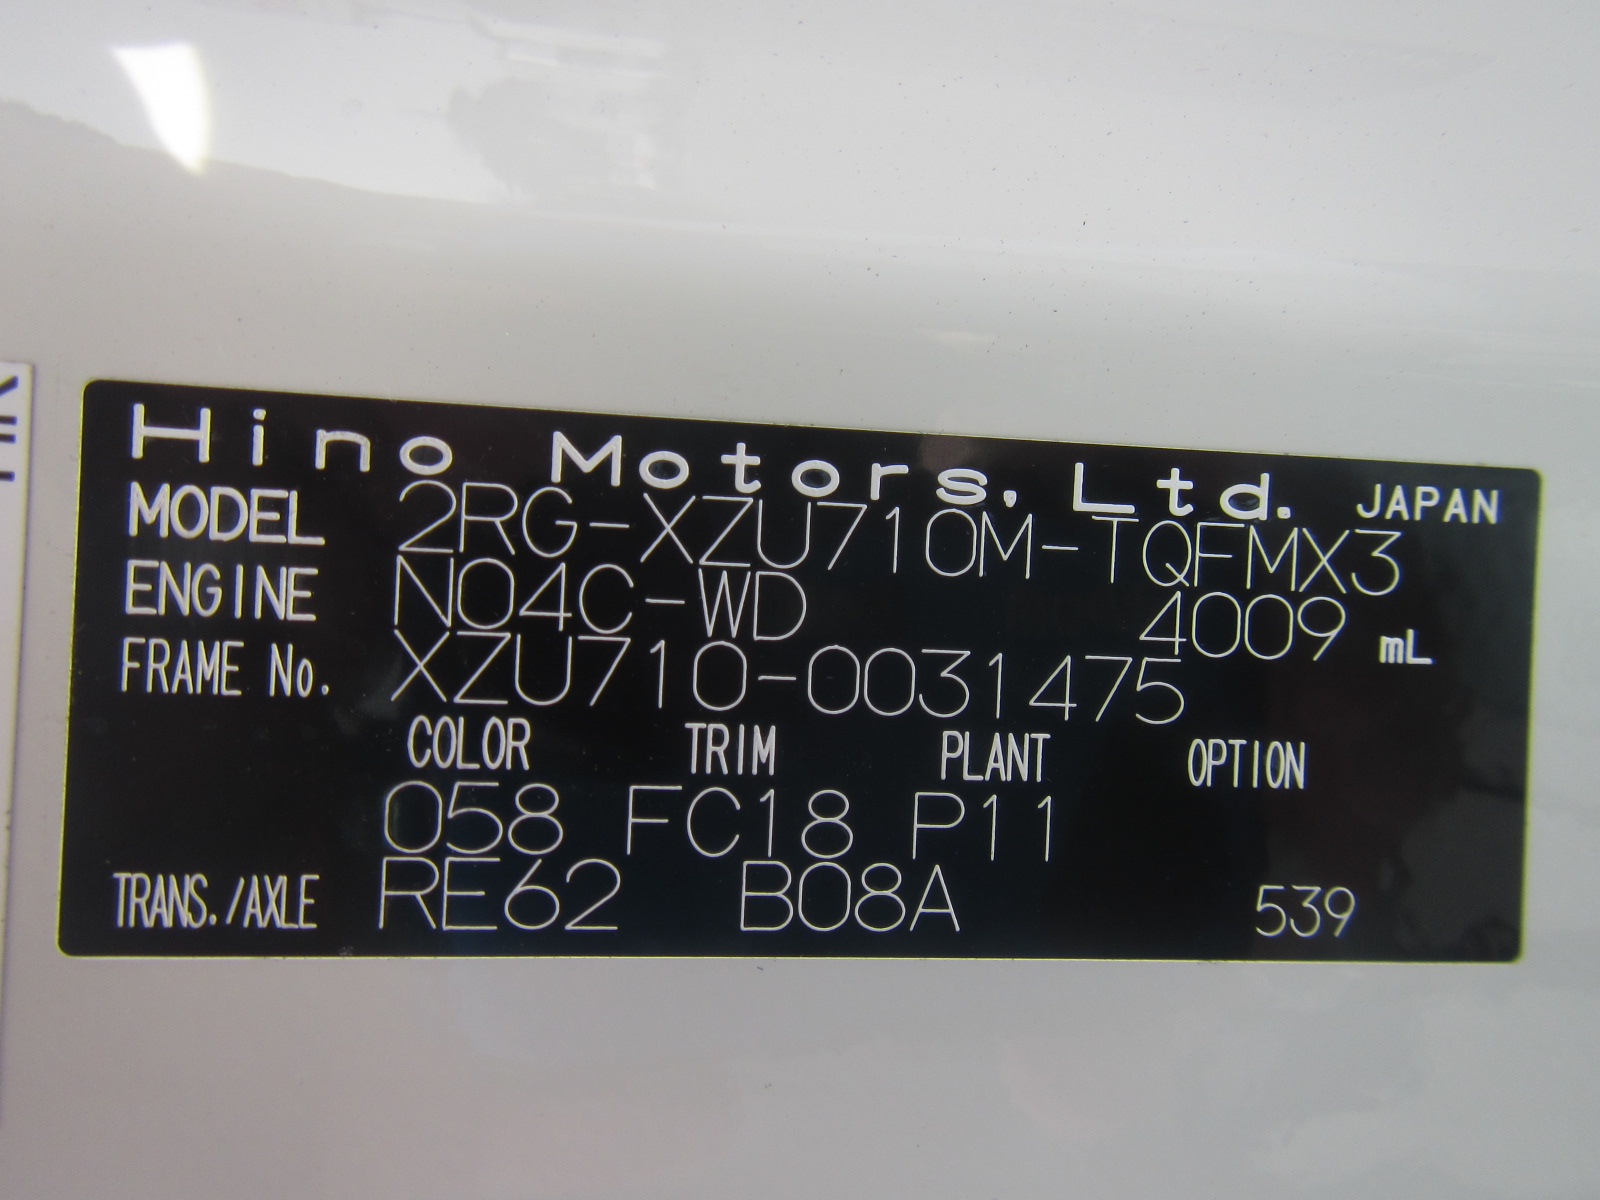 Hino Motors, Ltd. JAPAN
MODEL 2RG-XZU710M-TQFMX3
ENGINE N04C-WD 4009 mL
FRAME No. XZU710-0031475
COLOR TRIM PLANT OPTION
058 FC18 P11
TRANS./AXLE RE62 B08A 539